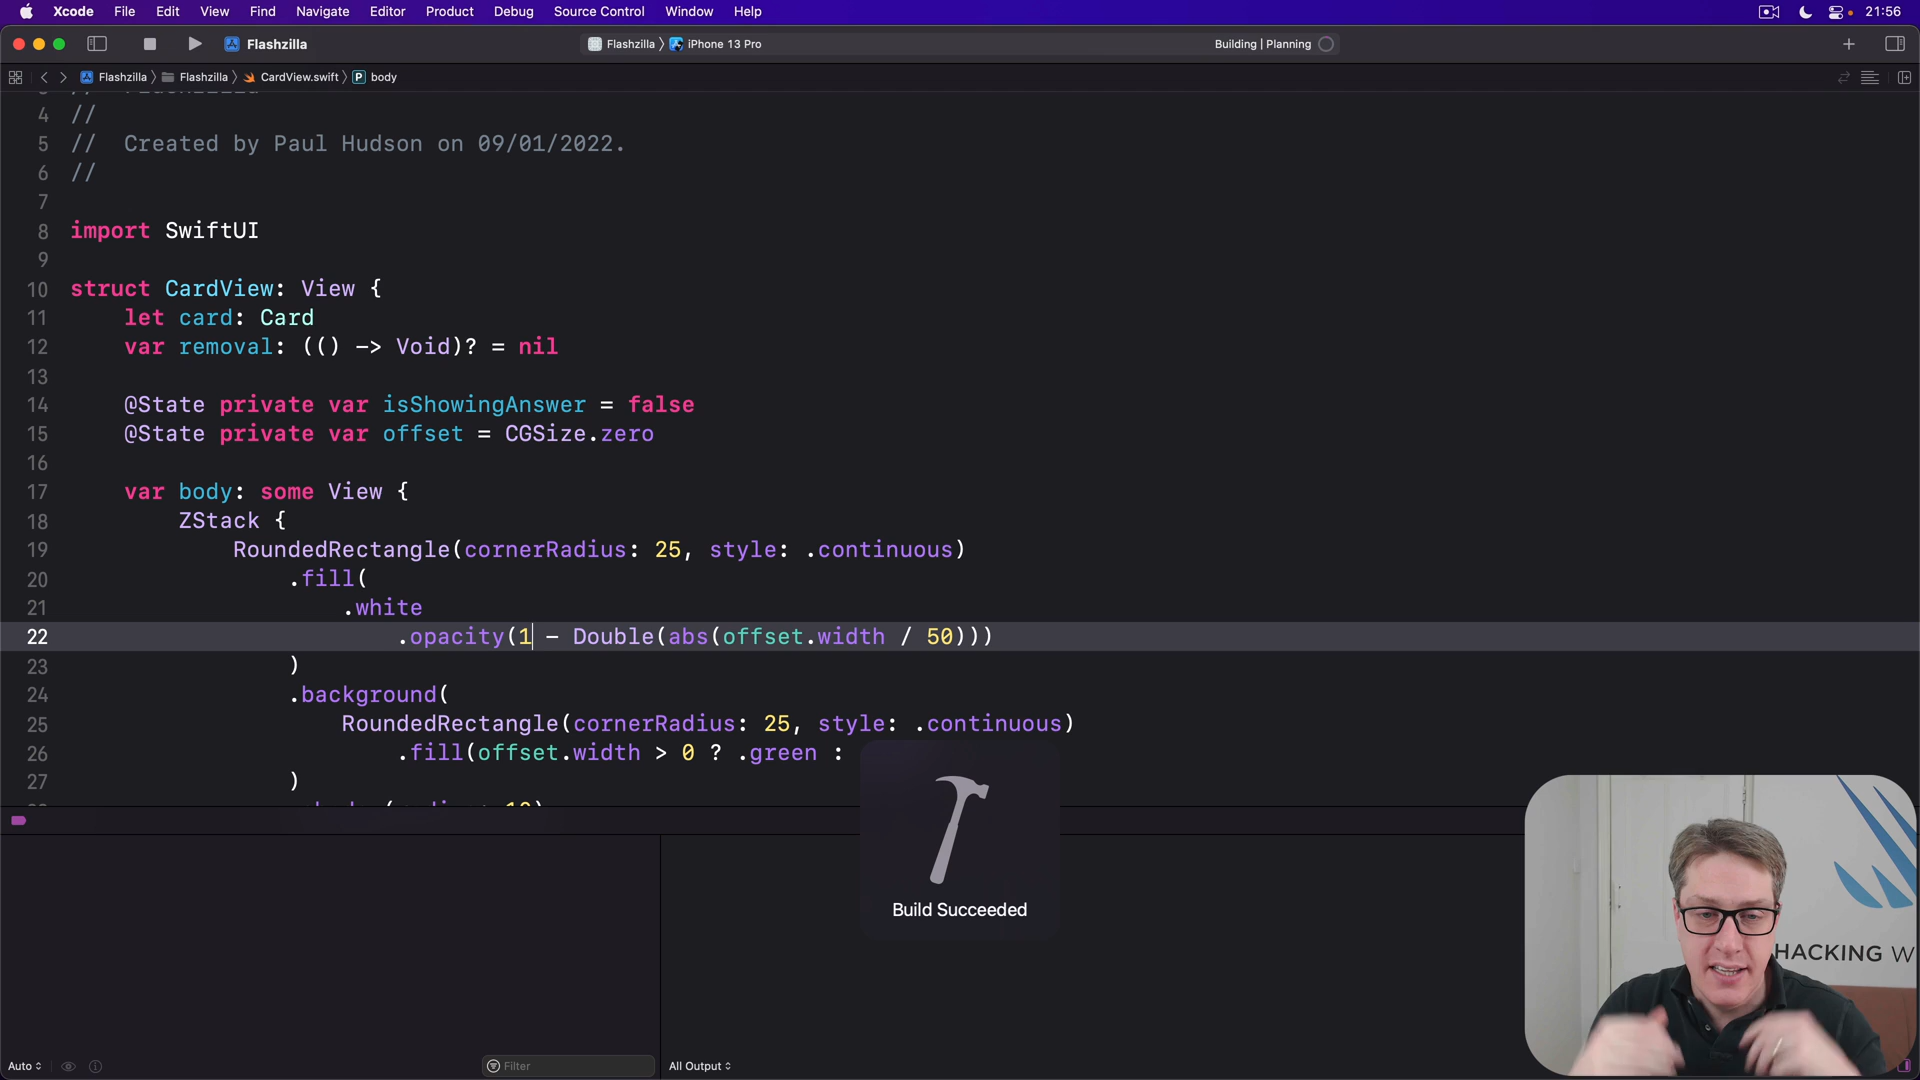 Xcode File Edit View Find Navigate Editor Product Debug Source Control Window Help 21:56
Flashzilla Flashzilla iPhone 13 Pro Building | Planning
Flashzilla Flashzilla CardView.swift P body
4 //
5 // Created by Paul Hudson on 09/01/2022.
6 //
7
8 import SwiftUI
9
10 struct CardView: View {
11 let card: Card
12 var removal: (() -> Void)? = nil
13
14 @State private var isShowingAnswer = false
15 @State private var offset = CGSize.zero
16
17 var body: some View {
18 ZStack {
19 RoundedRectangle(cornerRadius: 25, style: .continuous)
20 .fill(
21 .white
22 .opacity(1 - Double(abs(offset.width / 50)))
23 )
24 .background(
25 RoundedRectangle(cornerRadius: 25, style: .continuous)
26 .fill(offset.width > 0 ? .green :
27 )
Build Succeeded
HACKING W
Auto Filter All Output